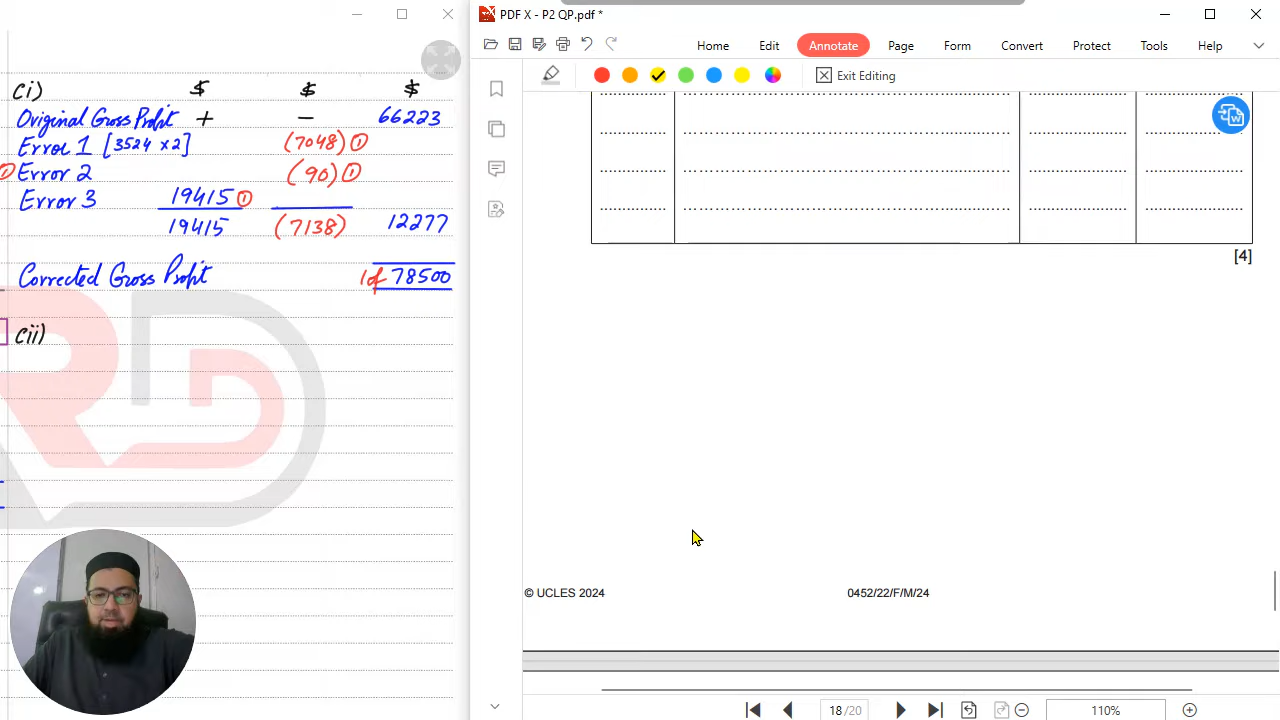 PDF X - P2 QP.pdf *
Home Edit Annotate Page Form Convert Protect Tools Help
Exit Editing
Ci) $ $ $
Original Gross Profit + - 66223
Error 1 [3524 x2] (7048) ①
① Error 2 (90) ①
Error 3 19415 ①
19415 (7138) 12277
Corrected Gross Profit 1of 78500
Cii)
[4]
© UCLES 2024 0452/22/F/M/24
18 /20 110%